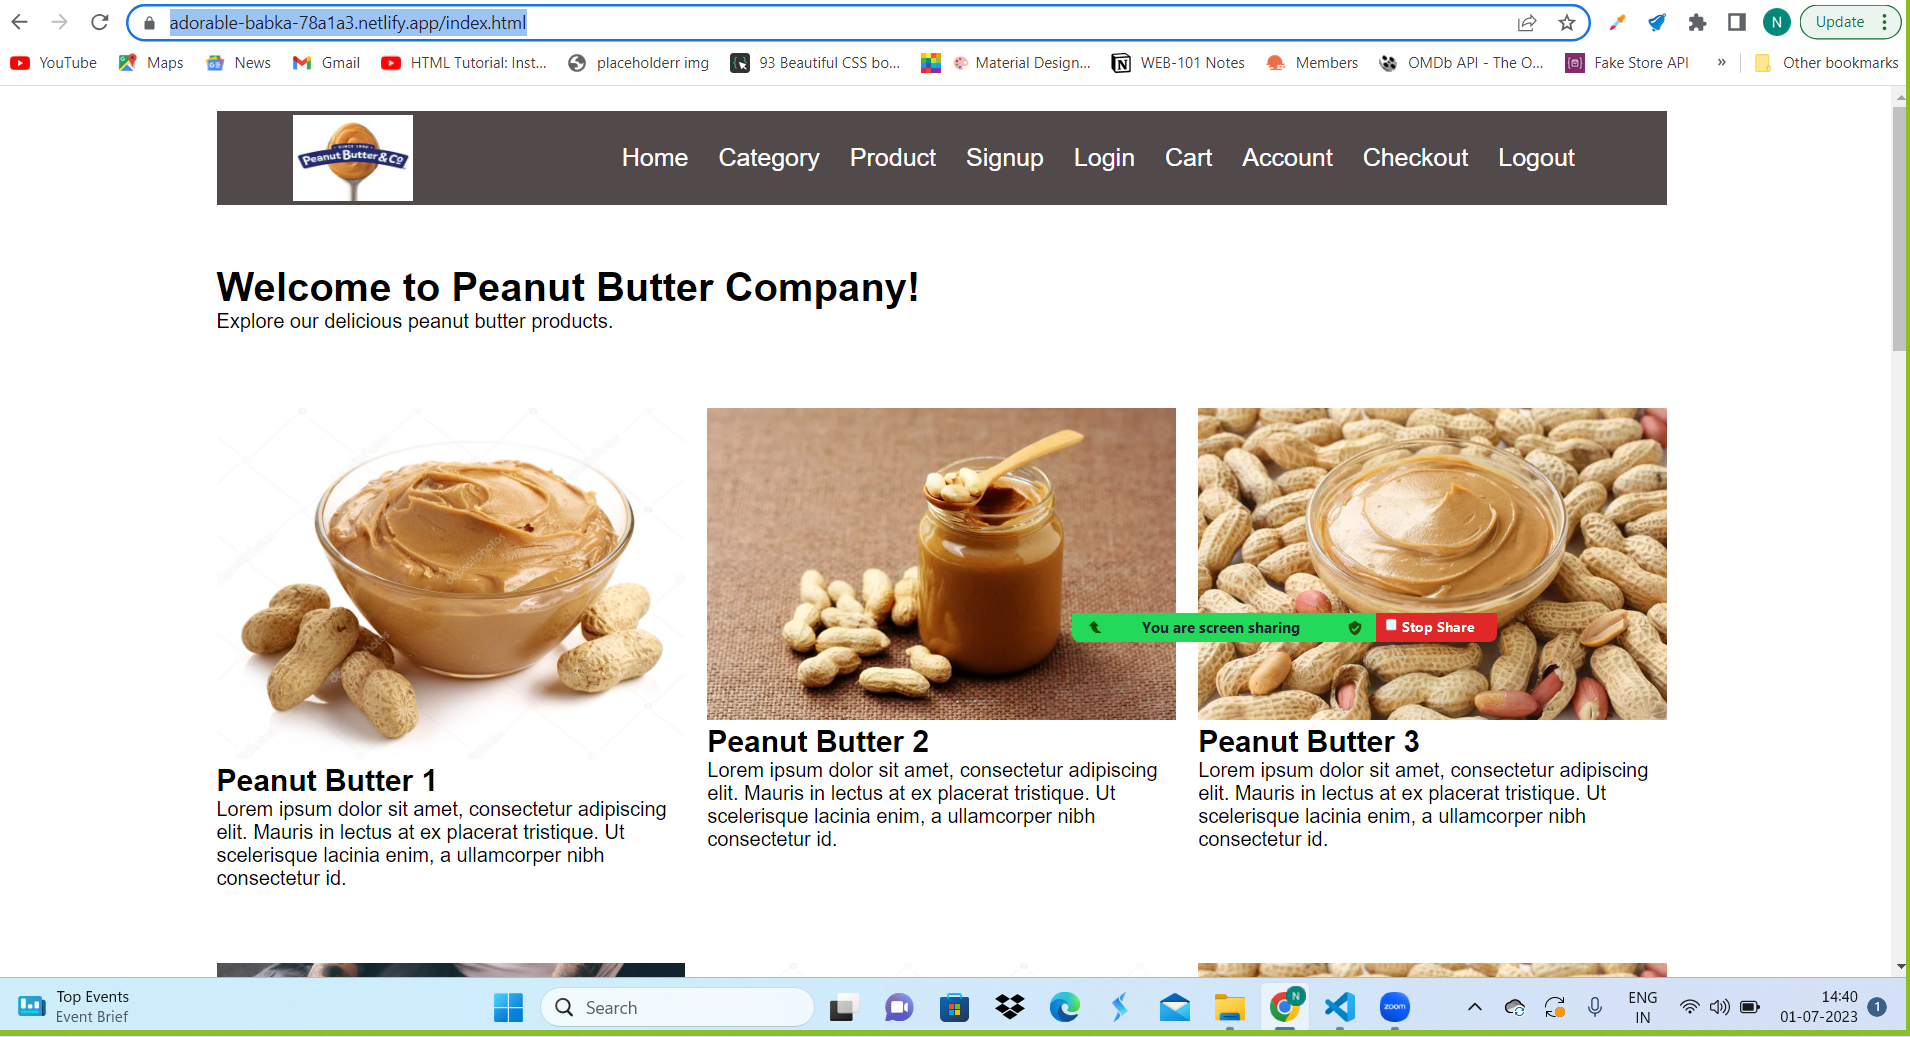 adorable-babka-78a1a3.netlify.app/index.html
N
Update
YouTube
Maps
News
Gmail
HTML Tutorial: Inst...
placeholderr img
93 Beautiful CSS bo...
Material Design...
WEB-101 Notes
Members
OMDb API - The O...
Fake Store API
»
Other bookmarks
SINCE 1998
Peanut Butter & Co
Home Category Product Signup Login Cart Account Checkout Logout
Welcome to Peanut Butter Company!
Explore our delicious peanut butter products.
depositphotos
You are screen sharing
Stop Share
Peanut Butter 1
Lorem ipsum dolor sit amet, consectetur adipiscing
elit. Mauris in lectus at ex placerat tristique. Ut
scelerisque lacinia enim, a ullamcorper nibh
consectetur id.
Peanut Butter 2
Lorem ipsum dolor sit amet, consectetur adipiscing
elit. Mauris in lectus at ex placerat tristique. Ut
scelerisque lacinia enim, a ullamcorper nibh
consectetur id.
Peanut Butter 3
Lorem ipsum dolor sit amet, consectetur adipiscing
elit. Mauris in lectus at ex placerat tristique. Ut
scelerisque lacinia enim, a ullamcorper nibh
consectetur id.
Top Events
Event Brief
Search
N
zoom
ENG
IN
14:40
01-07-2023
1